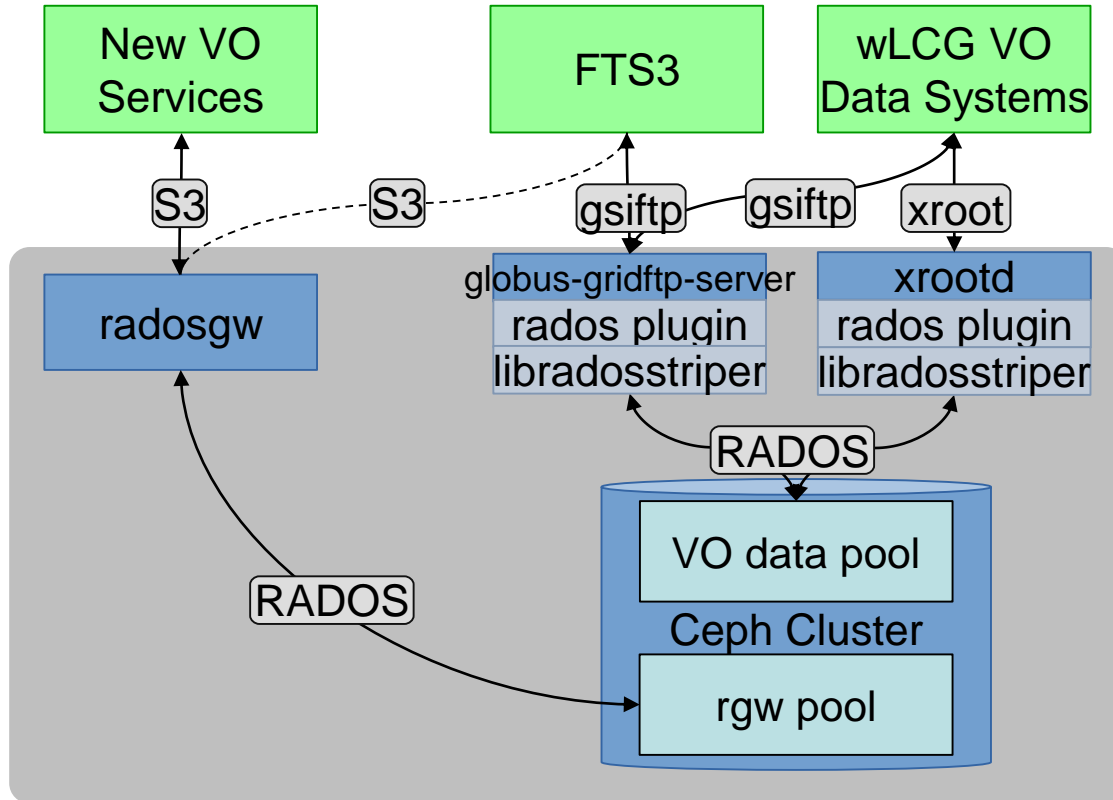 New VO
Services
FTS3
wLCG VO
Data Systems
S3
S3
gsiftp
gsiftp
xroot
radosgw
globus-gridftp-server
rados plugin
libradosstriper
xrootd
rados plugin
libradosstriper
RADOS
VO data pool
RADOS
Ceph Cluster
rgw pool